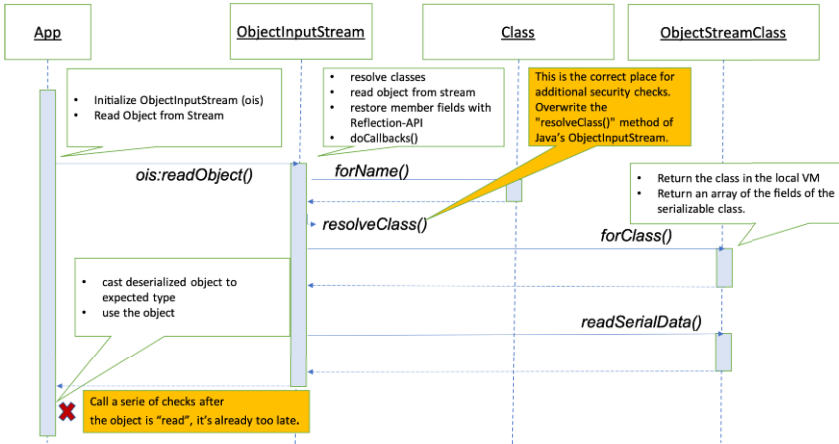 App
ObjectInputStream
Class
ObjectStreamClass
• Initialize ObjectInputStream (ois)
• Read Object from Stream
• resolve classes
• read object from stream
• restore member fields with
Reflection-API
• doCallbacks()
This is the correct place for
additional security checks.
Overwrite the
"resolveClass()" method of
Java's ObjectInputStream.
ois:readObject()
forName()
• Return the class in the local VM
• Return an array of the fields of the
serializable class.
resolveClass()
forClass()
• cast deserialized object to
expected type
• use the object
readSerialData()
Call a serie of checks after
the object is “read”, it’s already too late.